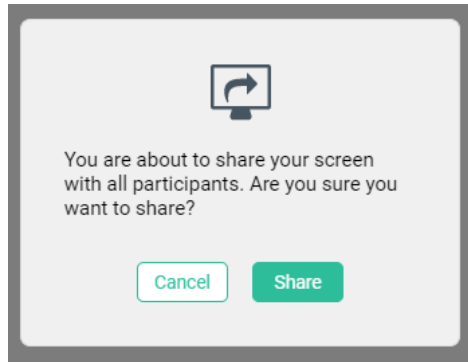 You are about to share your screen
with all participants. Are you sure you
want to share?
Cancel
Share